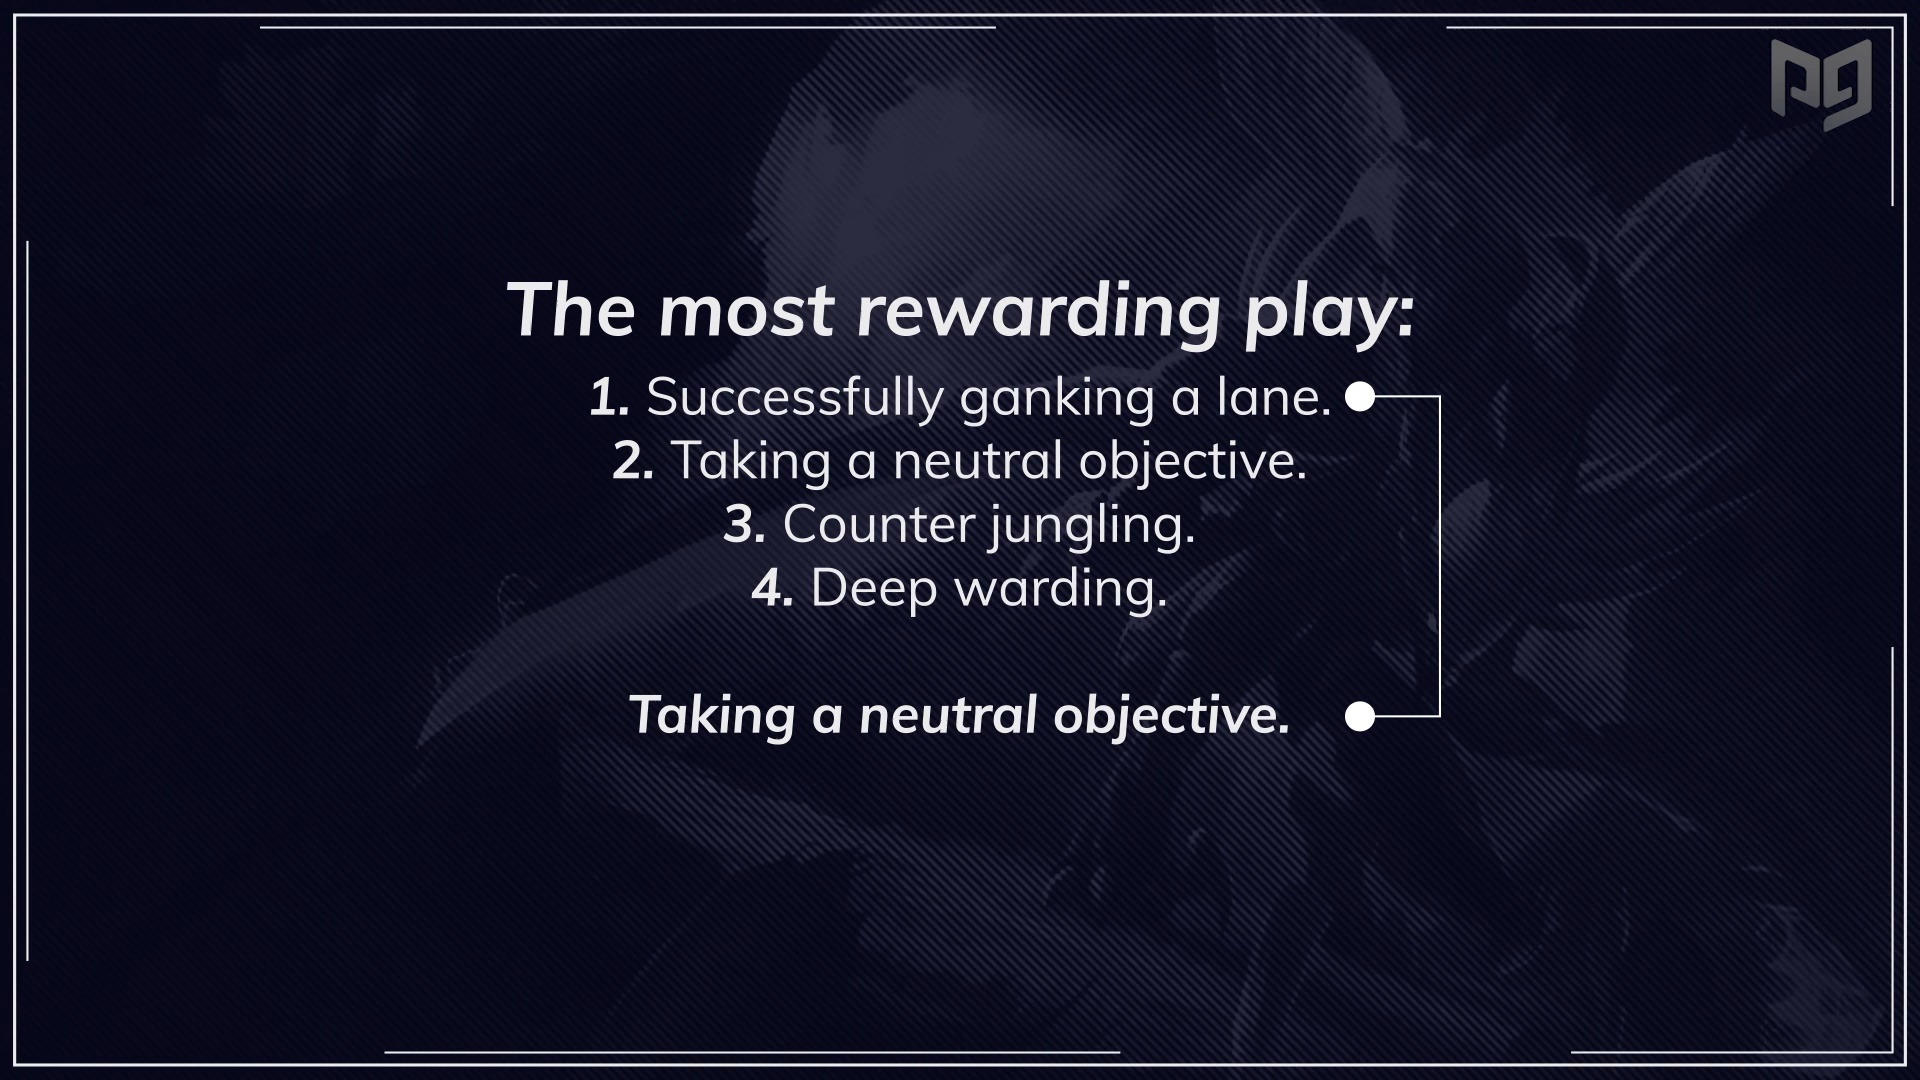 The most rewarding play:
1. Successfully ganking a lane.
2. Taking a neutral objective.
3. Counter jungling.
4. Deep warding.
Taking a neutral objective.
pg